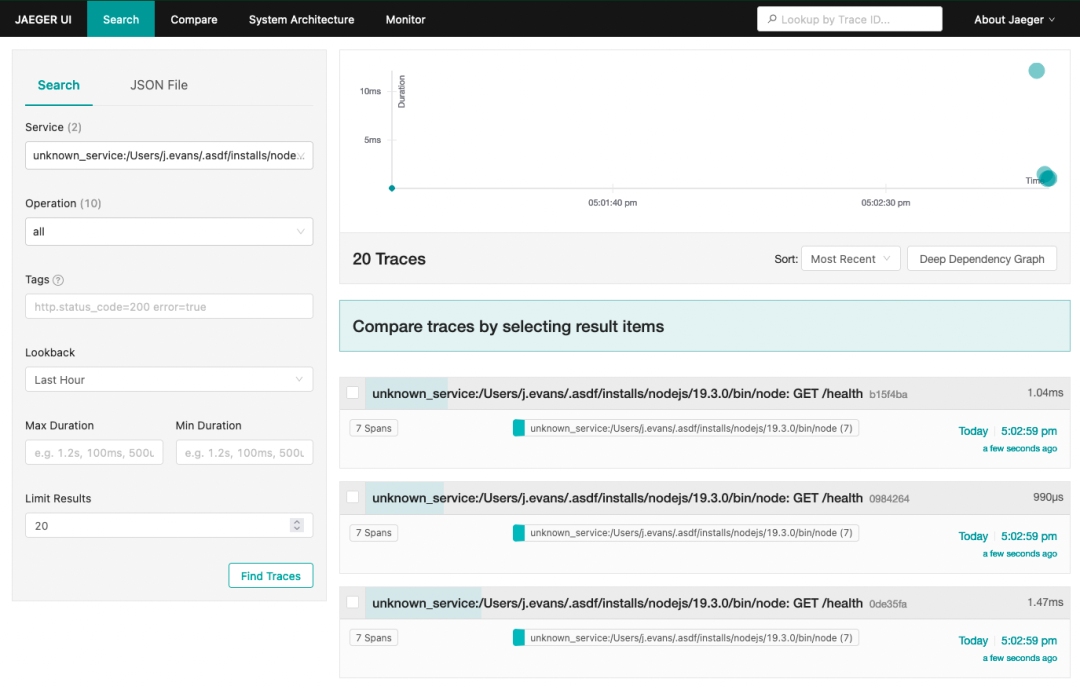 JAEGER UI Search Compare System Architecture Monitor Lookup by Trace ID... About Jaeger
Search JSON File
Service (2)
unknown_service:/Users/j.evans/.asdf/installs/node...
Operation (10)
all
Tags ?
http.status_code=200 error=true
Lookback
Last Hour
Max Duration Min Duration
e.g. 1.2s, 100ms, 500u e.g. 1.2s, 100ms, 500u
Limit Results
20
Find Traces
Duration
10ms
5ms
Time
05:01:40 pm 05:02:30 pm
20 Traces Sort: Most Recent Deep Dependency Graph
Compare traces by selecting result items
unknown_service:/Users/j.evans/.asdf/installs/nodejs/19.3.0/bin/node: GET /health b15f4ba 1.04ms
7 Spans unknown_service:/Users/j.evans/.asdf/installs/nodejs/19.3.0/bin/node (7) Today 5:02:59 pm
a few seconds ago
unknown_service:/Users/j.evans/.asdf/installs/nodejs/19.3.0/bin/node: GET /health 0984264 990μs
7 Spans unknown_service:/Users/j.evans/.asdf/installs/nodejs/19.3.0/bin/node (7) Today 5:02:59 pm
a few seconds ago
unknown_service:/Users/j.evans/.asdf/installs/nodejs/19.3.0/bin/node: GET /health 0de35fa 1.47ms
7 Spans unknown_service:/Users/j.evans/.asdf/installs/nodejs/19.3.0/bin/node (7) Today 5:02:59 pm
a few seconds ago